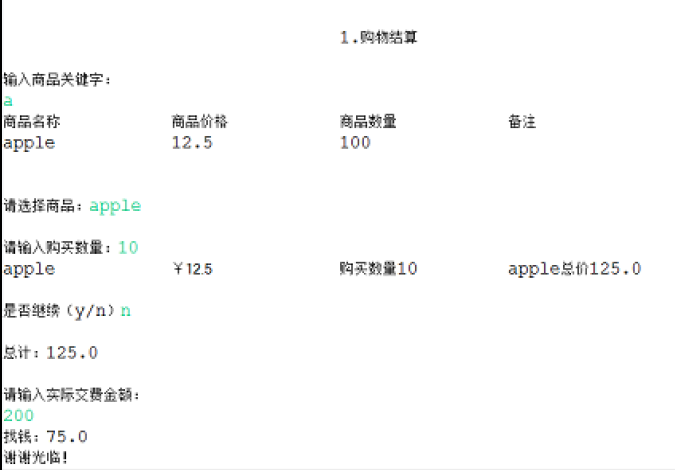 1.购物结算
输入商品关键字：
a
商品名称 商品价格 商品数量 备注
apple 12.5 100
请选择商品：apple
请输入购买数量：10
apple ￥12.5 购买数量10 apple总价125.0
是否继续（y/n）n
总计：125.0
请输入实际交费金额：
200
找钱：75.0
谢谢光临！